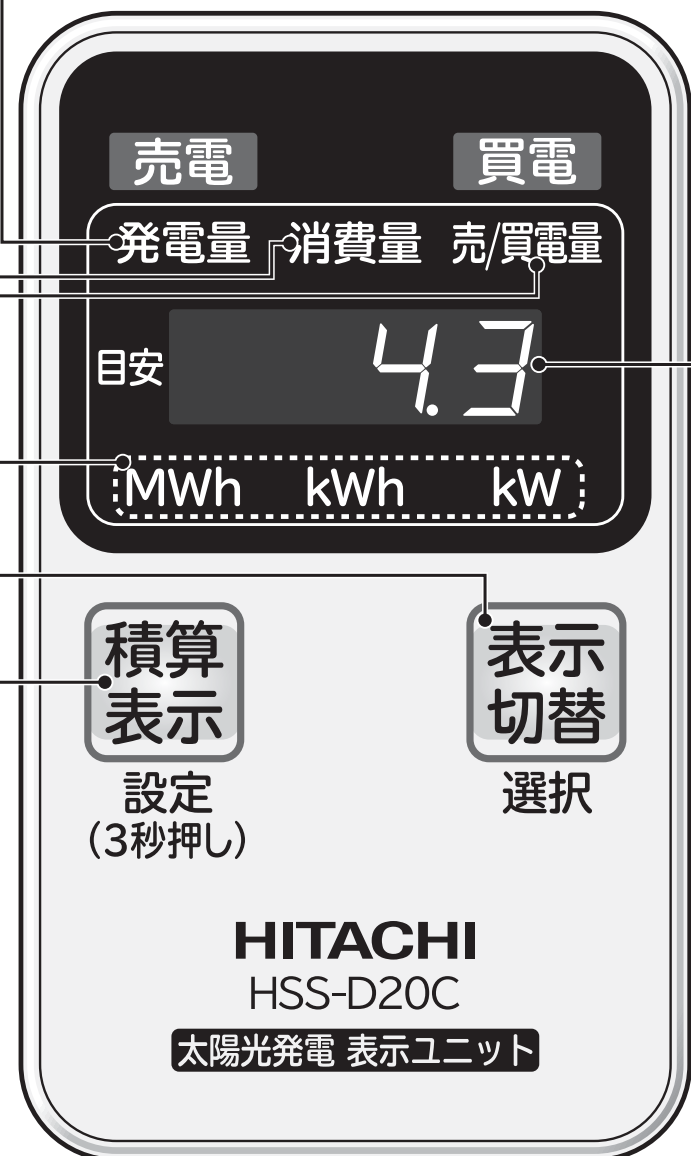 売電 買電
発電量 消費量 売/買電量
目安 4.3
MWh kWh kW
積算 表示
表示 切替
設定 選択
(3秒押し)
HITACHI
HSS-D20C
太陽光発電 表示ユニット